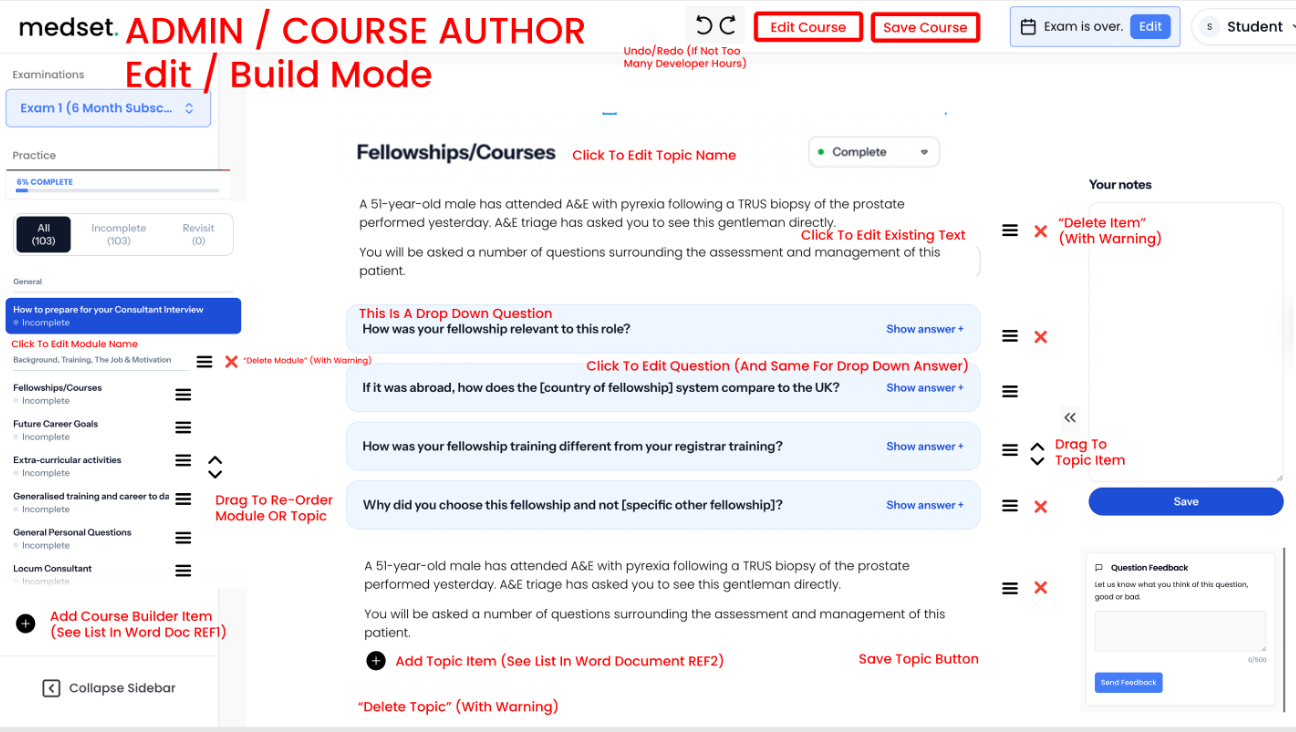 medset.
ADMIN / COURSE AUTHOR
Edit / Build Mode
Undo/Redo (If Not Too
Many Developer Hours)
Edit Course
Save Course
Exam is over.
Edit
S
Student
Examinations
Exam 1 (6 Month Subsc...
Practice
6% COMPLETE
All
(103)
Incomplete
(103)
Revisit
(0)
General
How to prepare for your Consultant Interview
Incomplete
Click To Edit Module Name
Background, Training, The Job & Motivation
"Delete Module" (With Warning)
Fellowships/Courses
Incomplete
Future Career Goals
Incomplete
Extra-curricular activities
Incomplete
Generalised training and career to da
Incomplete
General Personal Questions
Incomplete
Locum Consultant
Incomplete
Drag To Re-Order
Module OR Topic
Add Course Builder Item
(See List In Word Doc REF1)
Collapse Sidebar
Fellowships/Courses
Click To Edit Topic Name
Complete
A 51-year-old male has attended A&E with pyrexia following a TRUS biopsy of the prostate
performed yesterday. A&E triage has asked you to see this gentleman directly.
Click To Edit Existing Text
You will be asked a number of questions surrounding the assessment and management of this
patient.
This Is A Drop Down Question
How was your fellowship relevant to this role?
Show answer +
Click To Edit Question (And Same For Drop Down Answer)
If it was abroad, how does the [country of fellowship] system compare to the UK?
Show answer +
How was your fellowship training different from your registrar training?
Show answer +
Why did you choose this fellowship and not [specific other fellowship]?
Show answer +
A 51-year-old male has attended A&E with pyrexia following a TRUS biopsy of the prostate
performed yesterday. A&E triage has asked you to see this gentleman directly.
You will be asked a number of questions surrounding the assessment and management of this
patient.
Add Topic Item (See List In Word Document REF2)
Save Topic Button
"Delete Topic" (With Warning)
Your notes
"Delete Item"
(With Warning)
Drag To
Topic Item
Save
Question Feedback
Let us know what you think of this question,
good or bad.
0/500
Send Feedback